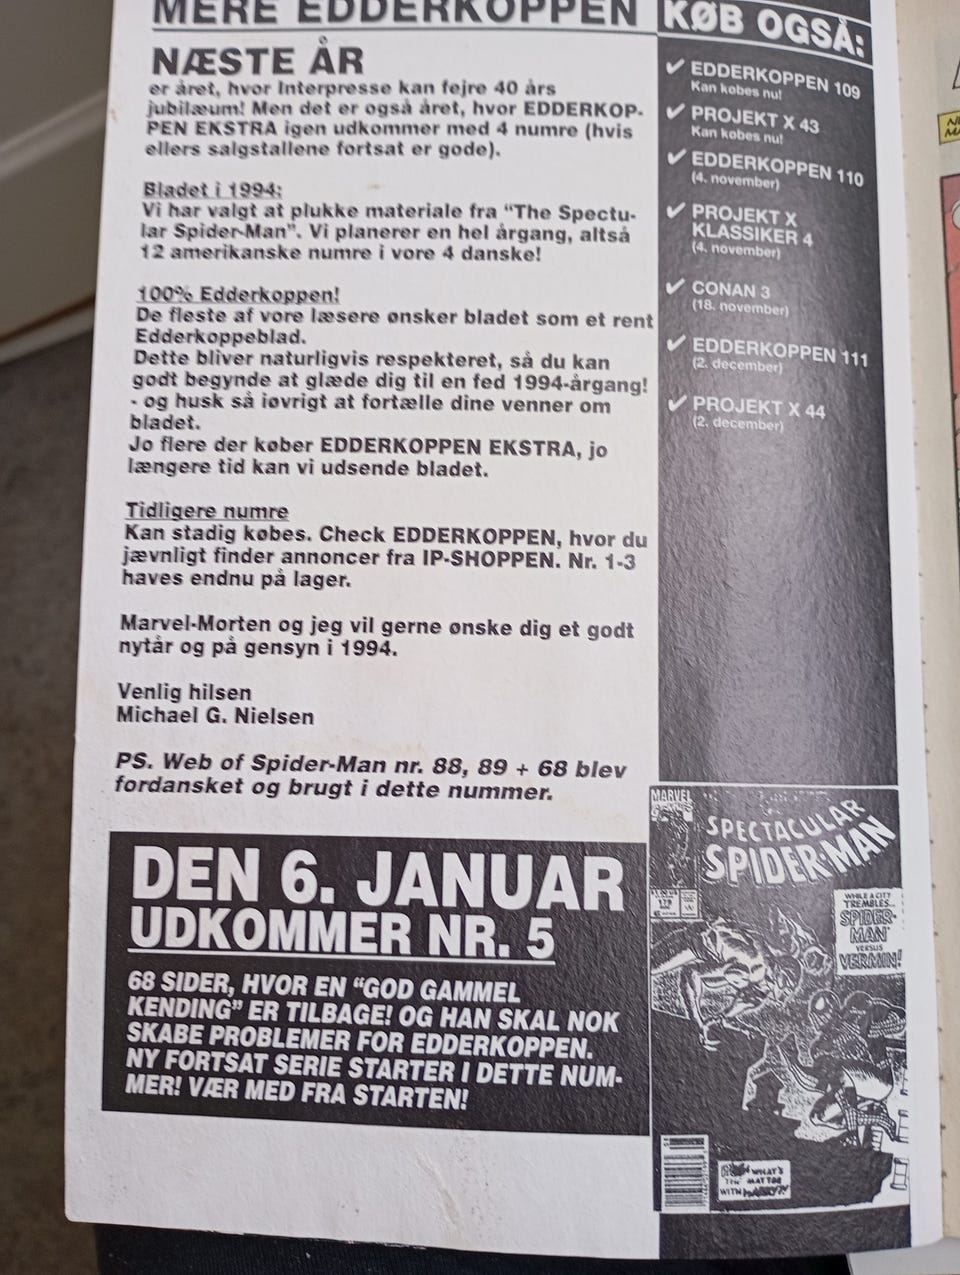 MERE EDDERKOPPEN
NÆSTE ÅR
er året, hvor Interpresse kan fejre 40 års
jubilæum! Men det er også året, hvor EDDERKOP-
PEN EKSTRA igen udkommer med 4 numre (hvis
ellers salgstallene fortsat er gode).
Bladet i 1994:
Vi har valgt at plukke materiale fra “The Spectu-
lar Spider-Man”. Vi planerer en hel årgang, altså
12 amerikanske numre i vore 4 danske!
100% Edderkoppen!
De fleste af vore læsere ønsker bladet som et rent
Edderkoppeblad.
Dette bliver naturligvis respekteret, så du kan
godt begynde at glæde dig til en fed 1994-årgang!
- og husk så iøvrigt at fortælle dine venner om
bladet.
Jo flere der køber EDDERKOPPEN EKSTRA, jo
længere tid kan vi udsende bladet.
Tidligere numre
Kan stadig købes. Check EDDERKOPPEN, hvor du
jævnligt finder annoncer fra IP-SHOPPEN. Nr. 1-3
haves endnu på lager.
Marvel-Morten og jeg vil gerne ønske dig et godt
nytår og på gensyn i 1994.
Venlig hilsen
Michael G. Nielsen
PS. Web of Spider-Man nr. 88, 89 + 68 blev
fordansket og brugt i dette nummer.
DEN 6. JANUAR
UDKOMMER NR. 5
68 SIDER, HVOR EN “GOD GAMMEL
KENDING” ER TILBAGE! OG HAN SKAL NOK
SKABE PROBLEMER FOR EDDERKOPPEN.
NY FORTSAT SERIE STARTER I DETTE NUM-
MER! VÆR MED FRA STARTEN!
KØB OGSÅ:
✓ EDDERKOPPEN 109
Kan købes nu!
✓ PROJEKT X 43
Kan købes nu!
✓ EDDERKOPPEN 110
(4. november)
✓ PROJEKT X
KLASSIKER 4
(4. november)
✓ CONAN 3
(18. november)
✓ EDDERKOPPEN 111
(2. december)
✓ PROJEKT X 44
(2. december)
MARVEL
SPECTACULAR
SPIDER-MAN
WHILE A CITY
TREMBLES...
SPIDER-
MAN
VERSUS
VERMIN!
WHAT'S
THE MATTER
WITH HARRY?!